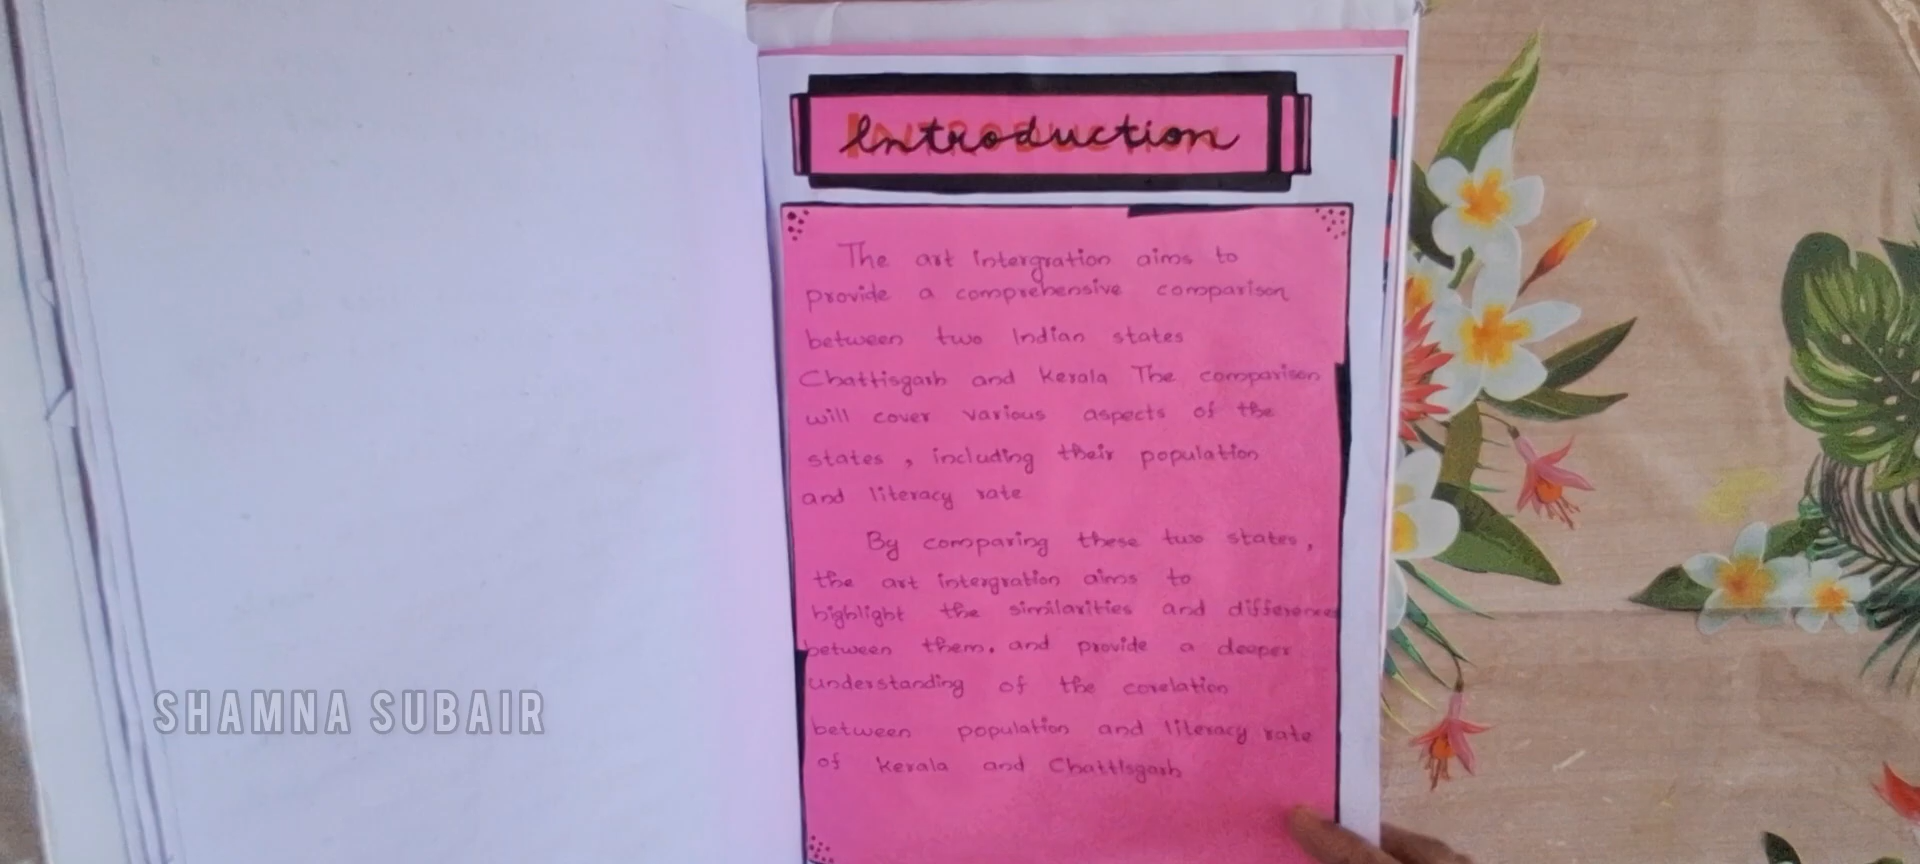 Introduction
The art intergration aims to
provide a comprehensive comparison
between two Indian states
Chattisgarh and Kerala The comparison
will cover various aspects of the
states , including their population
and literacy rate
By comparing these two states,
the art intergration aims to
highlight the similarities and differences
between them. and provide a deeper
understanding of the corelation
between population and literacy rate
of Kerala and Chattisgarh
SHAMNA SUBAIR